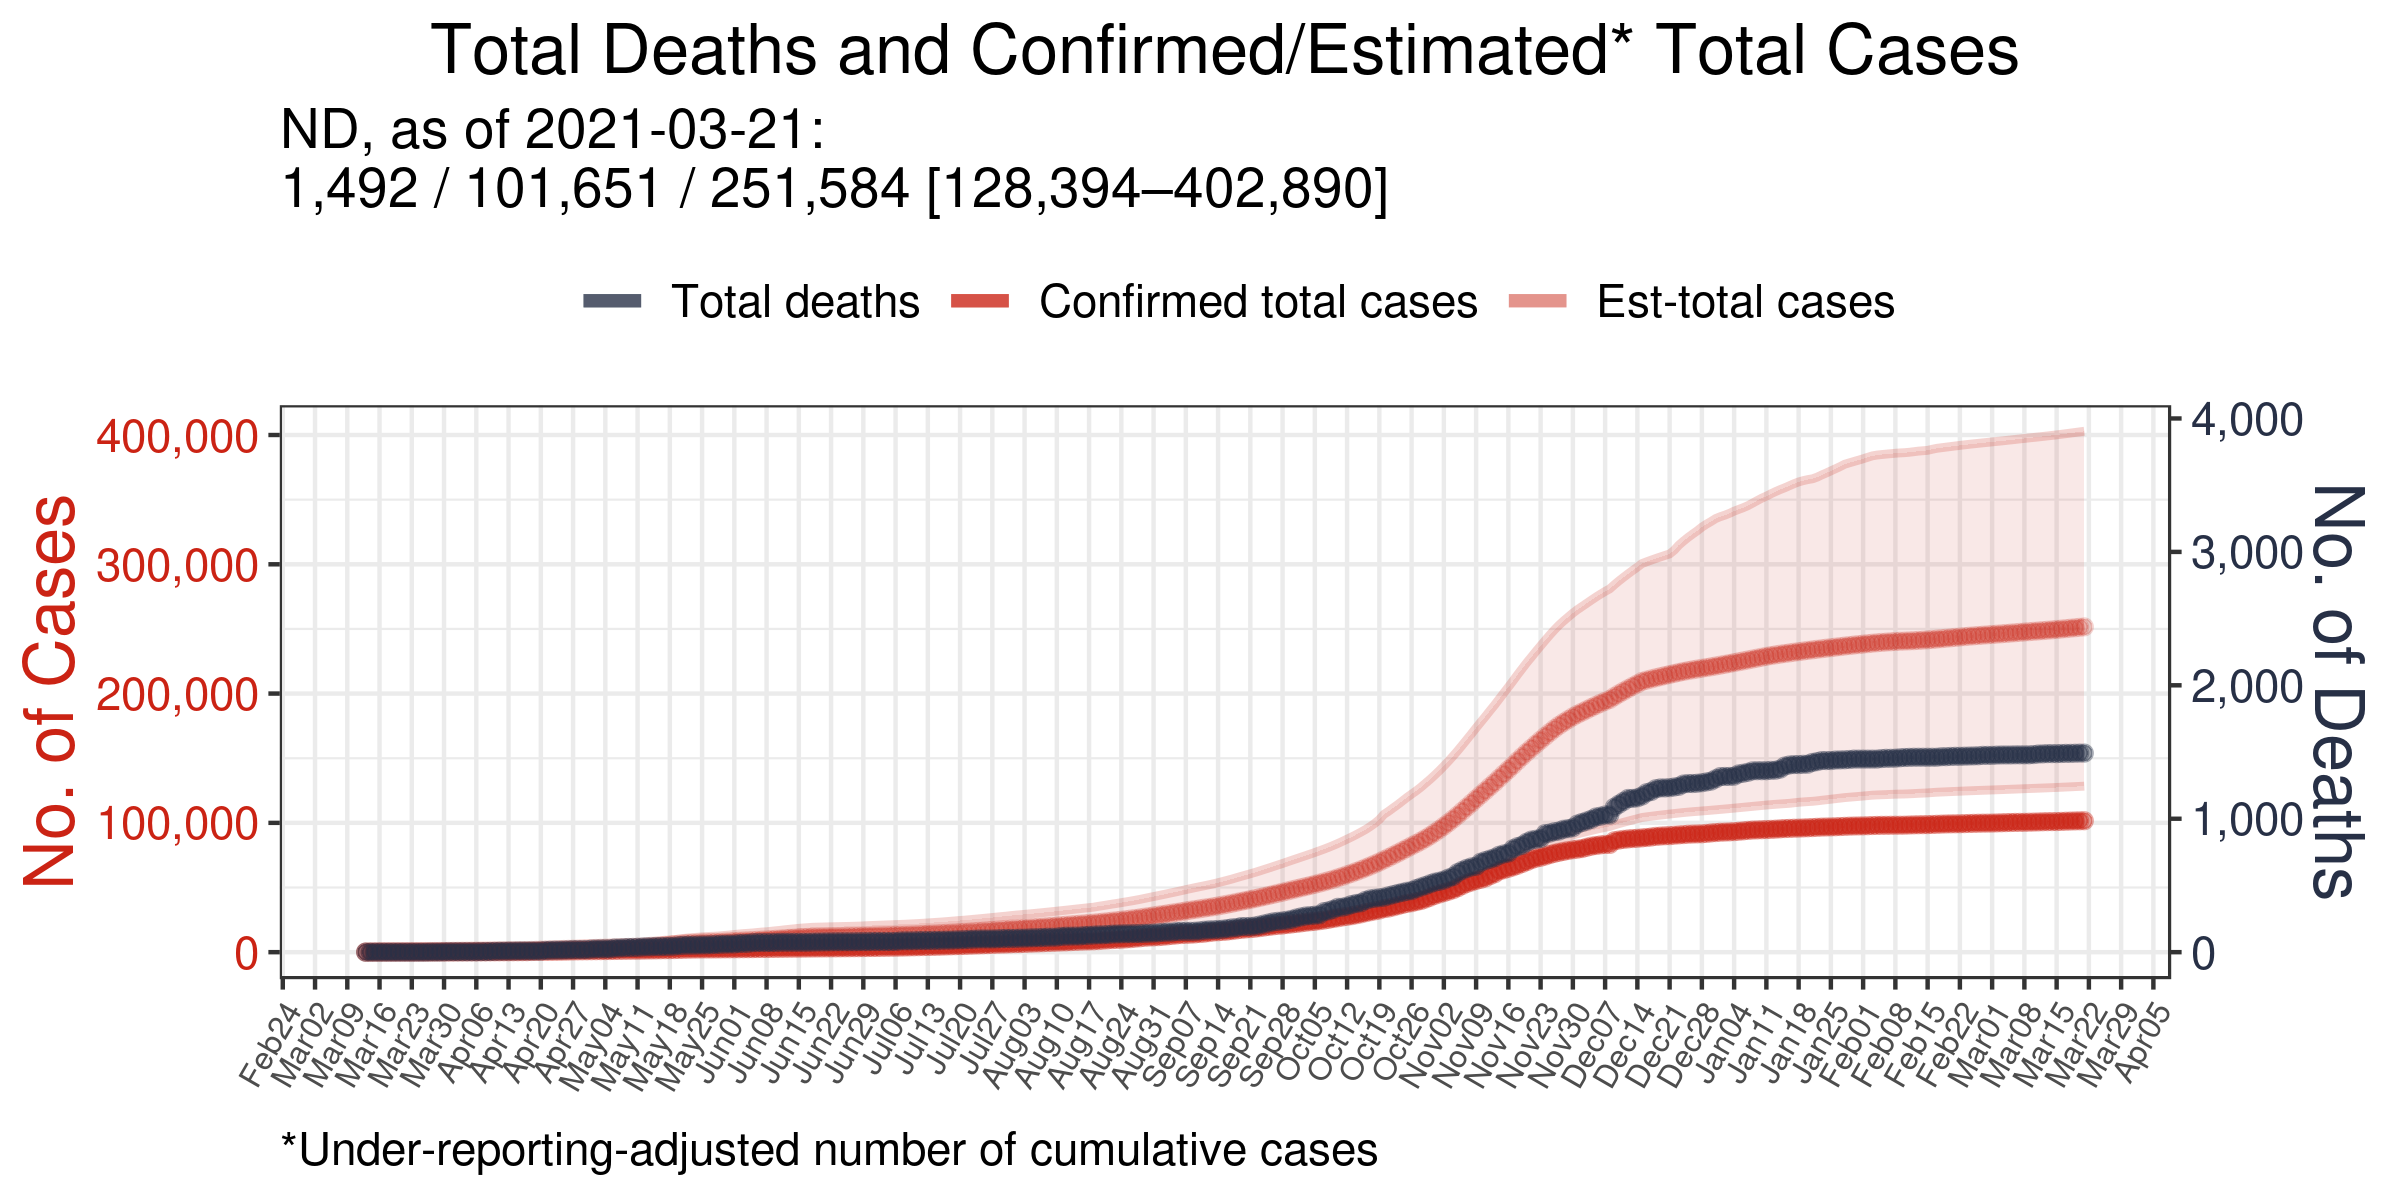 Total Deaths and Confirmed/Estimated* Total Cases
ND, as of 2021-03-21:
1,492 / 101,651 / 251,584 [128,394–402,890]
Total deaths
Confirmed total cases
Est-total cases
No. of Cases
400,000
300,000
200,000
100,000
0
4,000
3,000
2,000
1,000
0
No. of Deaths
Feb24
Mar02
Mar09
Mar16
Mar23
Mar30
Apr06
Apr13
Apr20
Apr27
May04
May11
May18
May25
Jun01
Jun08
Jun15
Jun22
Jun29
Jul06
Jul13
Jul20
Jul27
Aug03
Aug10
Aug17
Aug24
Aug31
Sep07
Sep14
Sep21
Sep28
Oct05
Oct12
Oct19
Oct26
Nov02
Nov09
Nov16
Nov23
Nov30
Dec07
Dec14
Dec21
Dec28
Jan04
Jan11
Jan18
Jan25
Feb01
Feb08
Feb15
Feb22
Mar01
Mar08
Mar15
Mar22
Mar29
Apr05
*Under-reporting-adjusted number of cumulative cases